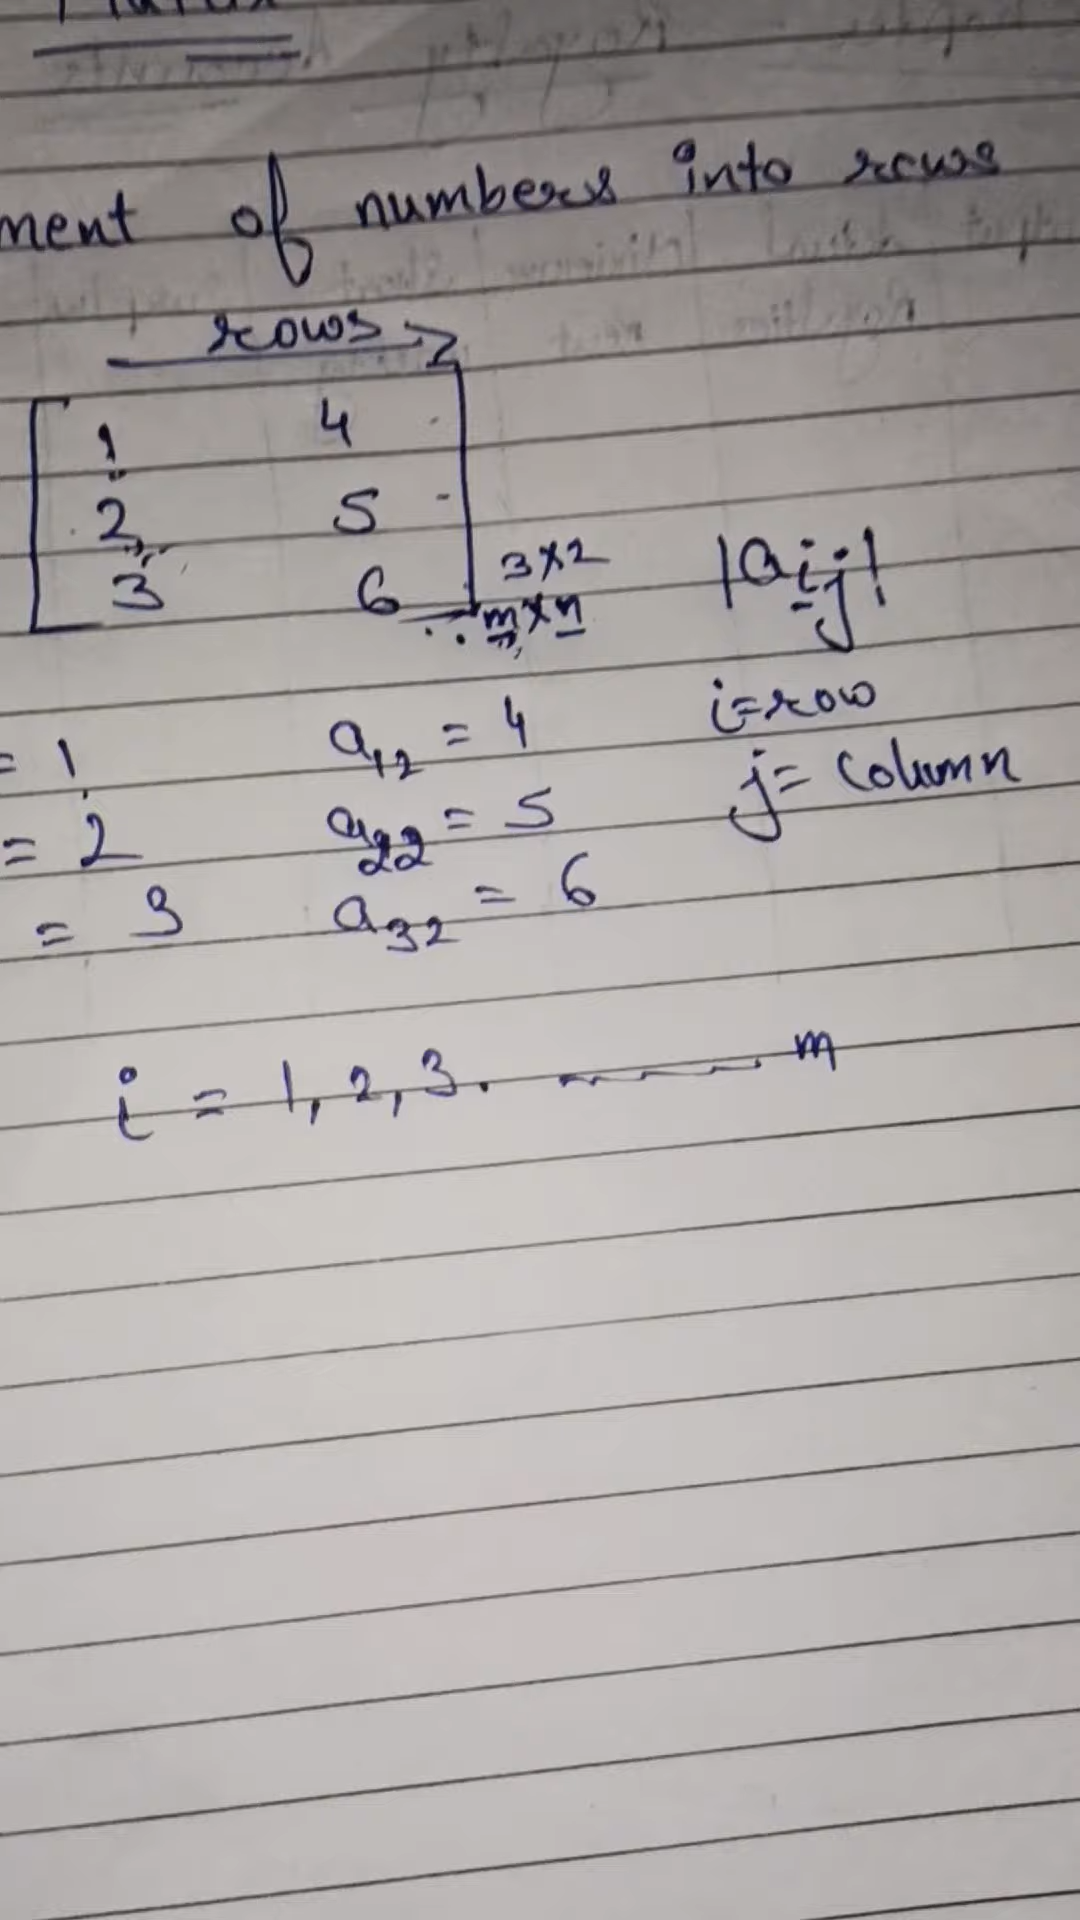 ment of numbers into rows
rows
1 4
2 5
3 6
3×2
m×n
|aij|
= 1 a12 = 4 i=row
= 2 a22 = 5 j= Column
= 3 a32 = 6
i = 1, 2, 3. ------- m